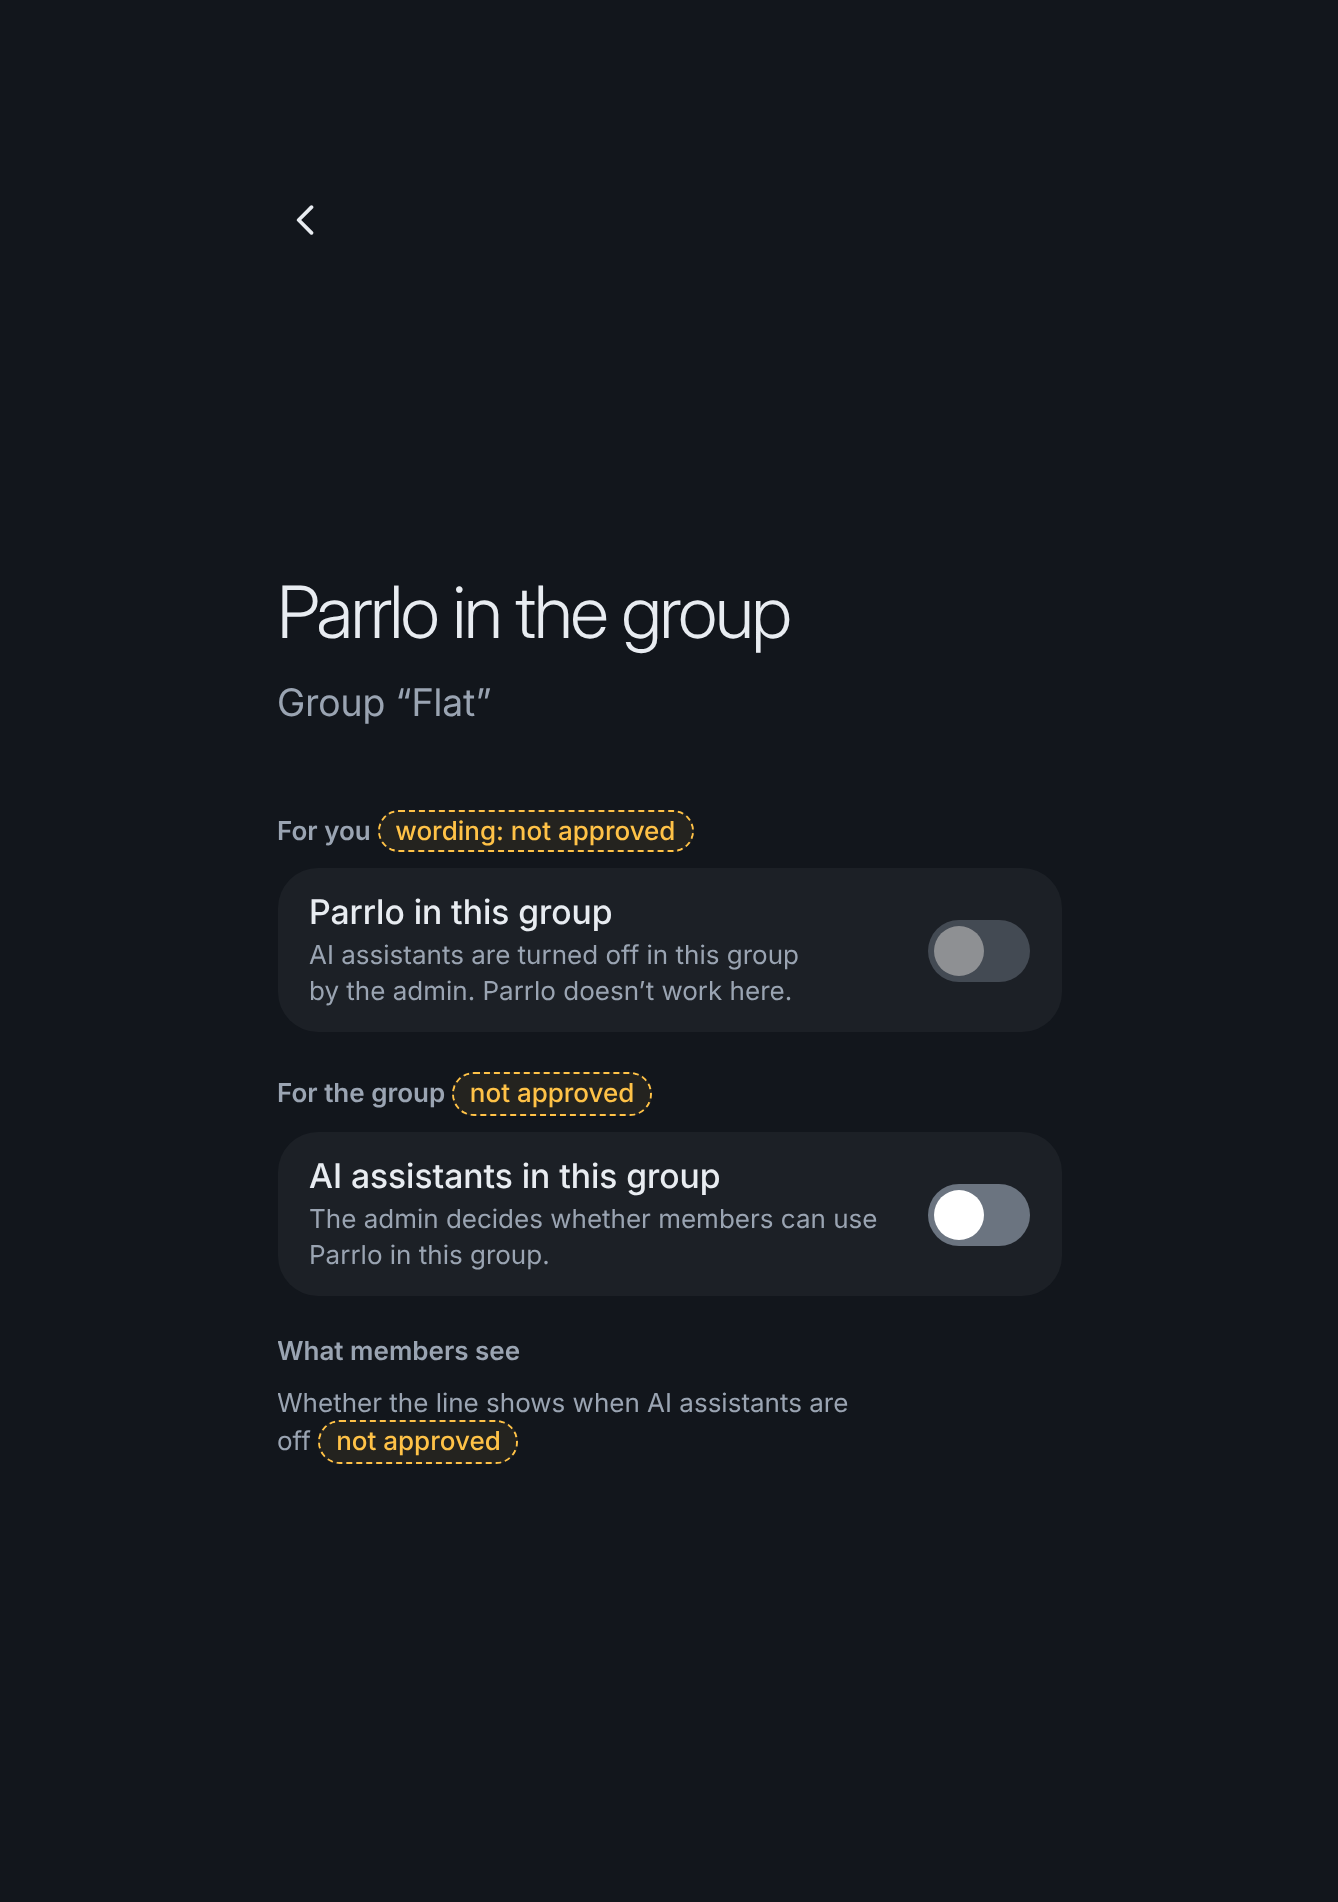 Parrlo in the group
Group “Flat”
For you wording: not approved
Parrlo in this group
AI assistants are turned off in this group
by the admin. Parrlo doesn’t work here.
For the group not approved
AI assistants in this group
The admin decides whether members can use
Parrlo in this group.
What members see
Whether the line shows when AI assistants are
off not approved